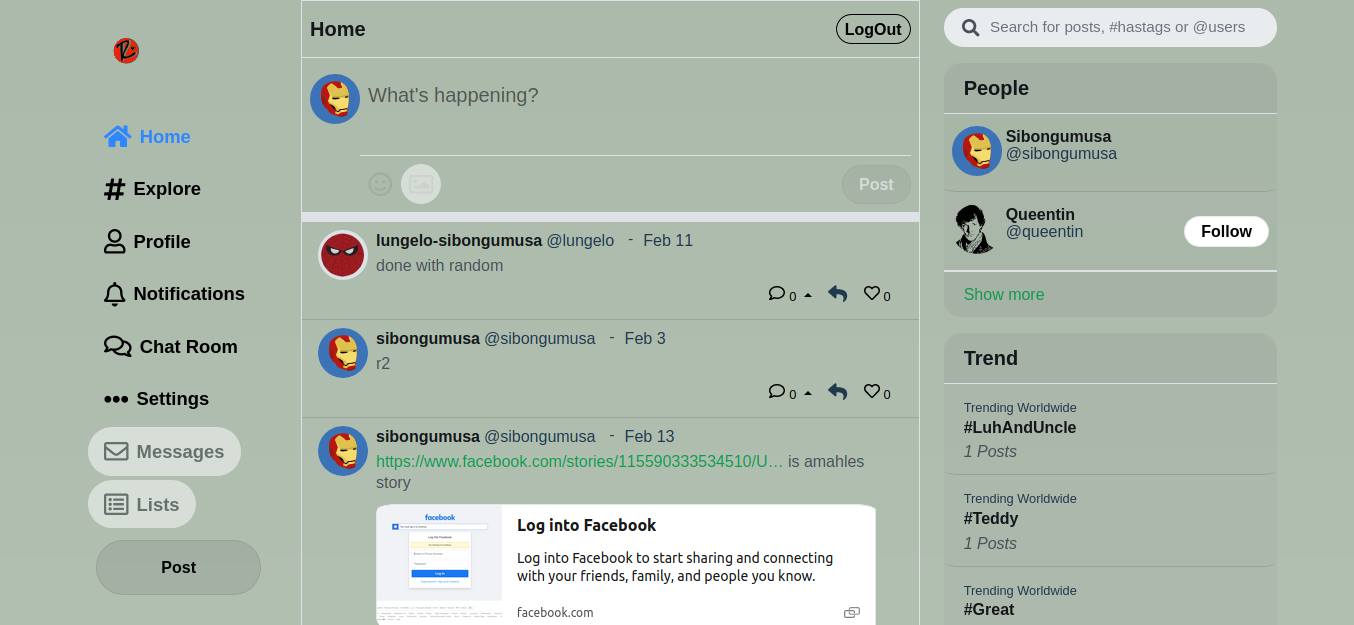 Home
Explore
Profile
Notifications
Chat Room
Settings
Messages
Lists
Post
Home
LogOut
What's happening?
Post
lungelo-sibongumusa @lungelo - Feb 11
done with random
0 0
sibongumusa @sibongumusa - Feb 3
r2
0 0
sibongumusa @sibongumusa - Feb 13
https://www.facebook.com/stories/115590333534510/U… is amahles
story
facebook
Log into Facebook
Log into Facebook to start sharing and connecting
with your friends, family, and people you know.
facebook.com
Search for posts, #hastags or @users
People
Sibongumusa
@sibongumusa
Queentin
@queentin
Follow
Show more
Trend
Trending Worldwide
#LuhAndUncle
1 Posts
Trending Worldwide
#Teddy
1 Posts
Trending Worldwide
#Great